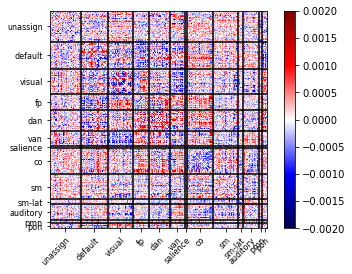 unassign
default
visual
fp
dan
van
salience
co
sm
sm-lat
auditory
pmn
pon
unassign
default
visual
fp
dan
van
salience
co
sm
sm-lat
auditory
0.0020
0.0015
0.0010
0.0005
0.0000
−0.0005
−0.0010
−0.0015
−0.0020